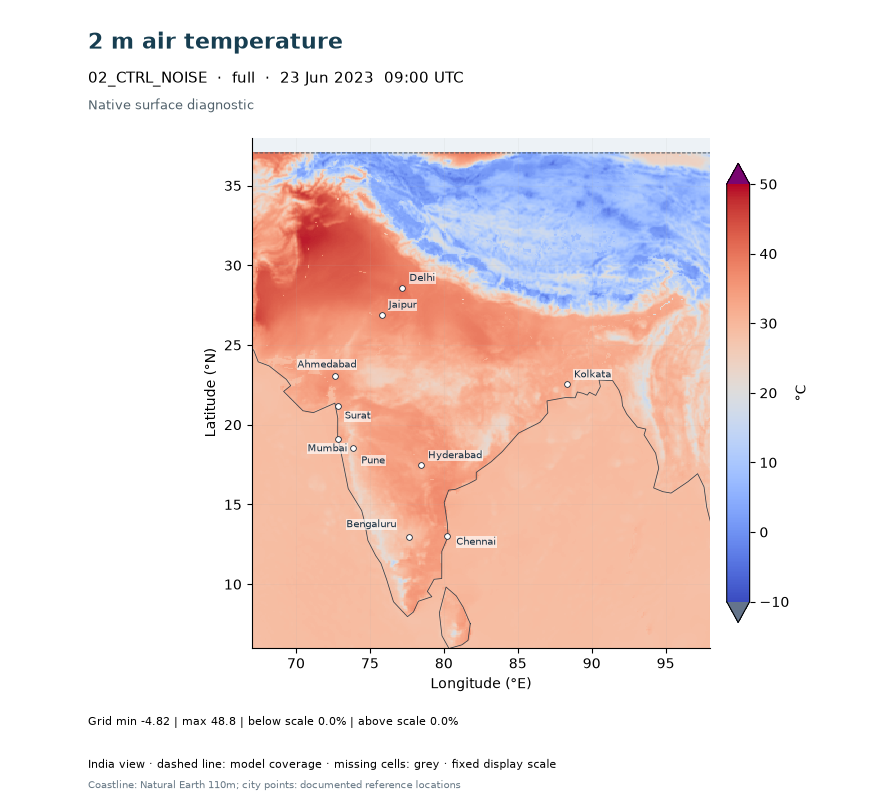 2 m air temperature
02_CTRL_NOISE · full · 23 Jun 2023 09:00 UTC
Native surface diagnostic
35
30
25
20
15
10
Latitude (°N)
Delhi
Jaipur
Ahmedabad
Kolkata
Surat
Mumbai
Pune
Hyderabad
Bengaluru
Chennai
70
75
80
85
90
95
Longitude (°E)
50
40
30
20
10
0
−10
°C
Grid min -4.82 | max 48.8 | below scale 0.0% | above scale 0.0%
India view · dashed line: model coverage · missing cells: grey · fixed display scale
Coastline: Natural Earth 110m; city points: documented reference locations